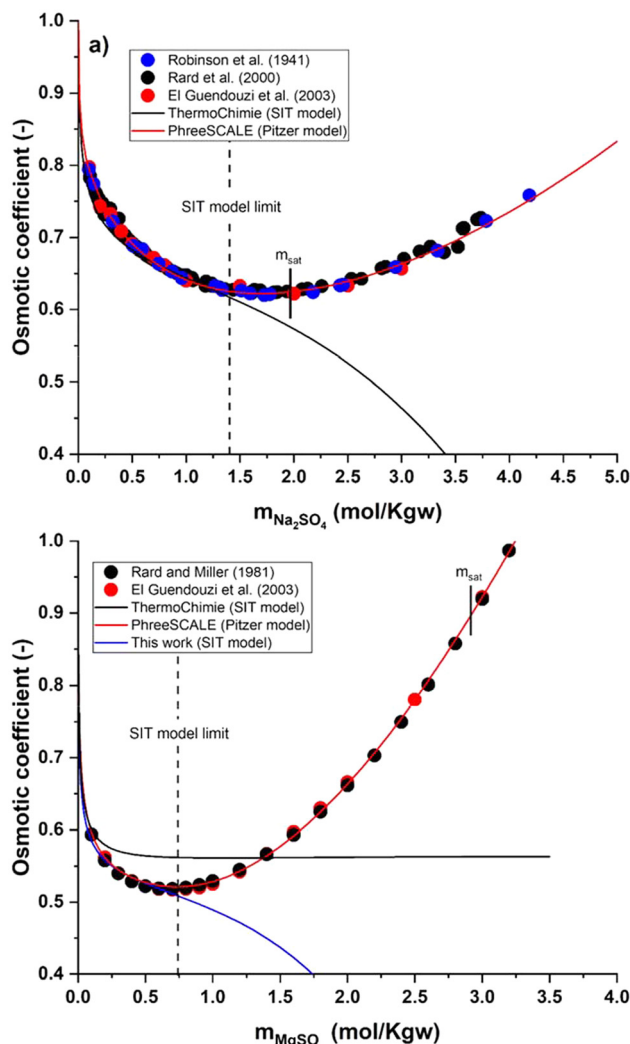 a)
Robinson et al. (1941)
Rard et al. (2000)
El Guendouzi et al. (2003)
ThermoChimie (SIT model)
PhreeSCALE (Pitzer model)
SIT model limit
m_sat
Osmotic coefficient (-)
1.0
0.9
0.8
0.7
0.6
0.5
0.4
0.0 0.5 1.0 1.5 2.0 2.5 3.0 3.5 4.0 4.5 5.0
m_Na₂SO₄ (mol/Kgw)
Rard and Miller (1981)
El Guendouzi et al. (2003)
ThermoChimie (SIT model)
PhreeSCALE (Pitzer model)
This work (SIT model)
SIT model limit
m_sat
Osmotic coefficient (-)
1.0
0.9
0.8
0.7
0.6
0.5
0.4
0.0 0.5 1.0 1.5 2.0 2.5 3.0 3.5 4.0
m_MgSO (mol/Kgw)